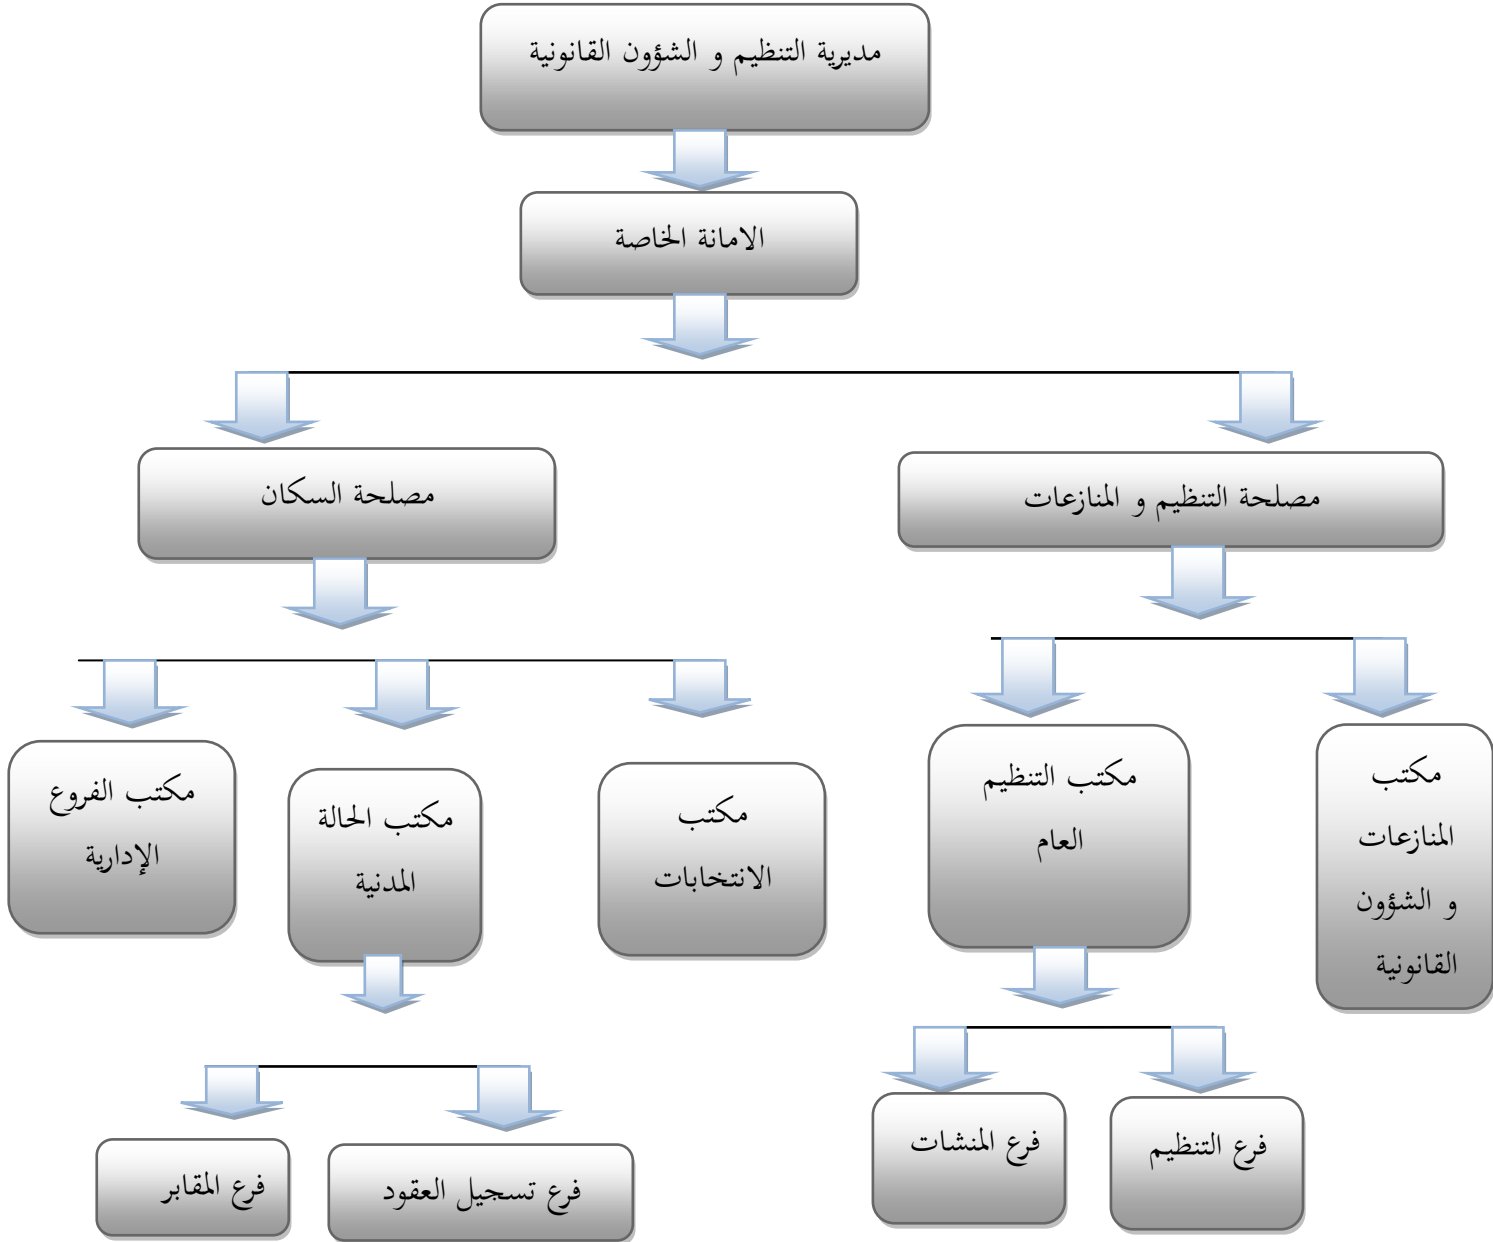 مديرية التنظيم و الشؤون القانونية
الامانة الخاصة
مصلحة التنظيم و المنازعات
مصلحة السكان
مكتب
المنازعات
و الشؤون
القانونية
مكتب التنظيم
العام
مكتب
الانتخابات
مكتب الحالة
المدنية
مكتب الفروع
الإدارية
فرع التنظيم
فرع المنشات
فرع تسجيل العقود
فرع المقابر